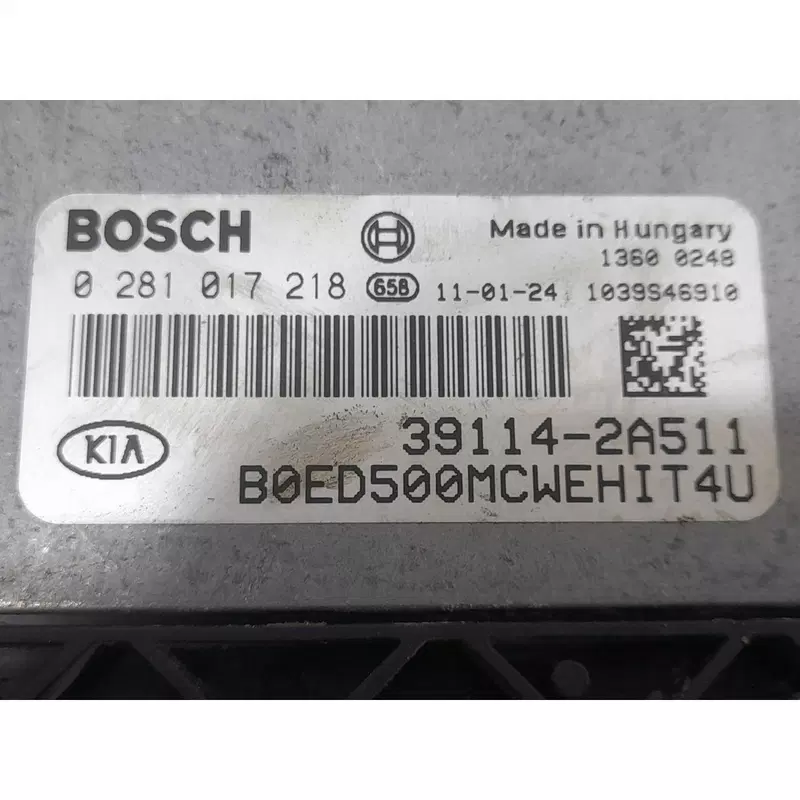 BOSCH Made in Hungary
1360 0248
0 281 017 218 658 11-01-24 1039S46910
KIA 39114-2A511
B0ED500MCWEHIT4U